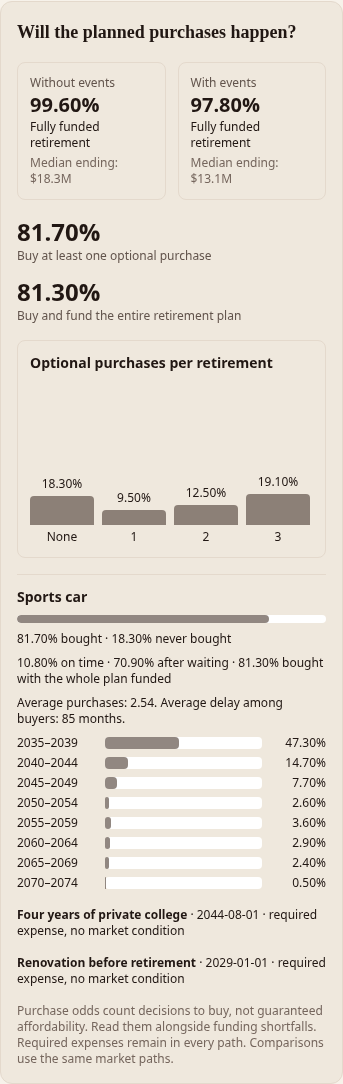 Will the planned purchases happen?
Without events
99.60%
Fully funded
retirement
Median ending:
$18.3M
With events
97.80%
Fully funded
retirement
Median ending:
$13.1M
81.70%
Buy at least one optional purchase
81.30%
Buy and fund the entire retirement plan
Optional purchases per retirement
18.30%
9.50%
12.50%
19.10%
None
1
2
3
Sports car
81.70% bought · 18.30% never bought
10.80% on time · 70.90% after waiting · 81.30% bought
with the whole plan funded
Average purchases: 2.54. Average delay among
buyers: 85 months.
2035–2039 47.30%
2040–2044 14.70%
2045–2049 7.70%
2050–2054 2.60%
2055–2059 3.60%
2060–2064 2.90%
2065–2069 2.40%
2070–2074 0.50%
Four years of private college · 2044-08-01 · required
expense, no market condition
Renovation before retirement · 2029-01-01 · required
expense, no market condition
Purchase odds count decisions to buy, not guaranteed
affordability. Read them alongside funding shortfalls.
Required expenses remain in every path. Comparisons
use the same market paths.